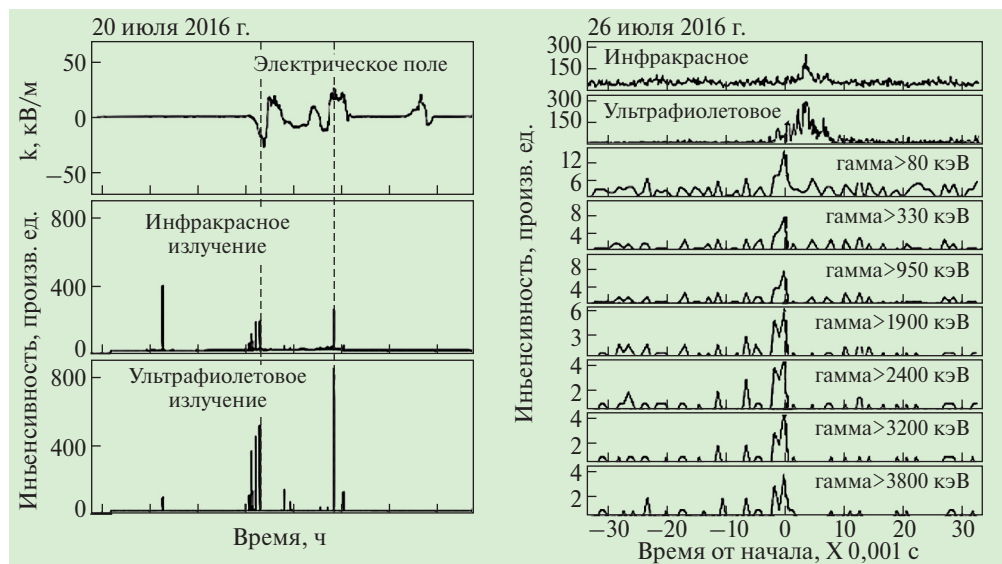 20 июля 2016 г.
k, кВ/м
50
0
−50
Электрическое поле
Иньенсивность, произв. ед.
800
400
0
Инфракрасное
излучение
800
400
0
Ультрафиолетовое
излучение
Время, ч
26 июля 2016 г.
Иньенсивность, произв. ед.
300
150
Инфракрасное
300
150
Ультрафиолетовое
12
6
гамма>80 кэВ
8
4
гамма>330 кэВ
8
4
гамма>950 кэВ
6
3
гамма>1900 кэВ
4
2
гамма>2400 кэВ
4
2
гамма>3200 кэВ
4
2
гамма>3800 кэВ
−30 −20 −10 0 10 20 30
Время от начала, X 0,001 с